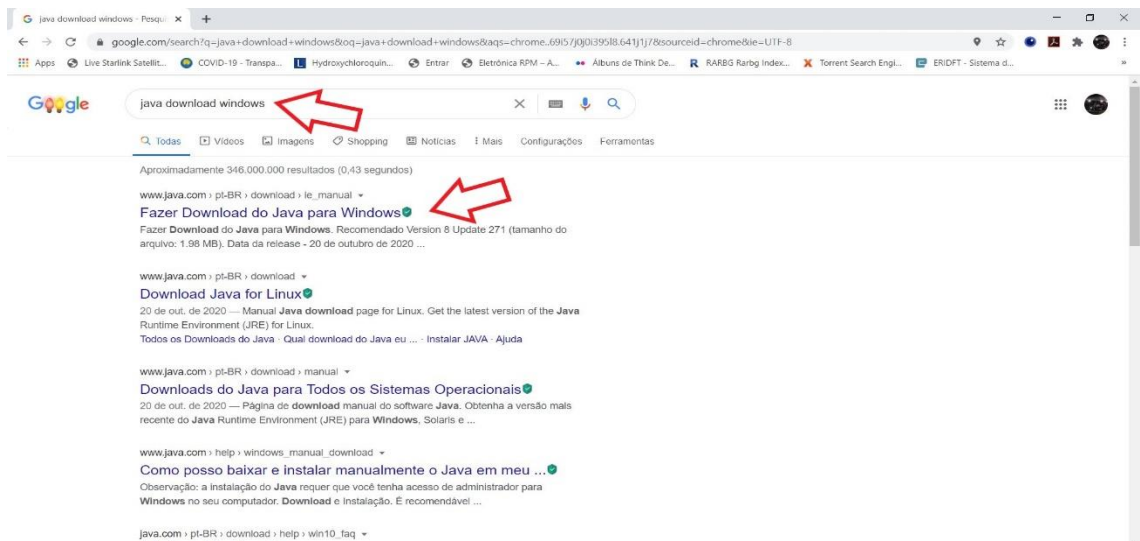 java download windows - Pesqu
google.com/search?q=java+download+windows&oq=java+download+windows&aqs=chrome..69i57j0j0i395l8.641j1j7&sourceid=chrome&ie=UTF-8
Apps Live Starlink Satellit... COVID-19 - Transpa... Hydroxychloroquin... Entrar Eletrônica RPM – A... Álbuns de Think De... RARBG Rarbg Index... Torrent Search Engi... ERIDFT - Sistema d...
Google
java download windows
Todas Vídeos Imagens Shopping Notícias Mais Configurações Ferramentas
Aproximadamente 346.000.000 resultados (0,43 segundos)
www.java.com › pt-BR › download › ie_manual
Fazer Download do Java para Windows
Fazer Download do Java para Windows. Recomendado Version 8 Update 271 (tamanho do
arquivo: 1.98 MB). Data da release - 20 de outubro de 2020 ...
www.java.com › pt-BR › download
Download Java for Linux
20 de out. de 2020 — Manual Java download page for Linux. Get the latest version of the Java
Runtime Environment (JRE) for Linux.
Todos os Downloads do Java · Qual download do Java eu ... · Instalar JAVA · Ajuda
www.java.com › pt-BR › download › manual
Downloads do Java para Todos os Sistemas Operacionais
20 de out. de 2020 — Página de download manual do software Java. Obtenha a versão mais
recente do Java Runtime Environment (JRE) para Windows, Solaris e ...
www.java.com › help › windows_manual_download
Como posso baixar e instalar manualmente o Java em meu ...
Observação: a instalação do Java requer que você tenha acesso de administrador para
Windows no seu computador. Download e Instalação. É recomendável ...
java.com › pt-BR › download › help › win10_faq